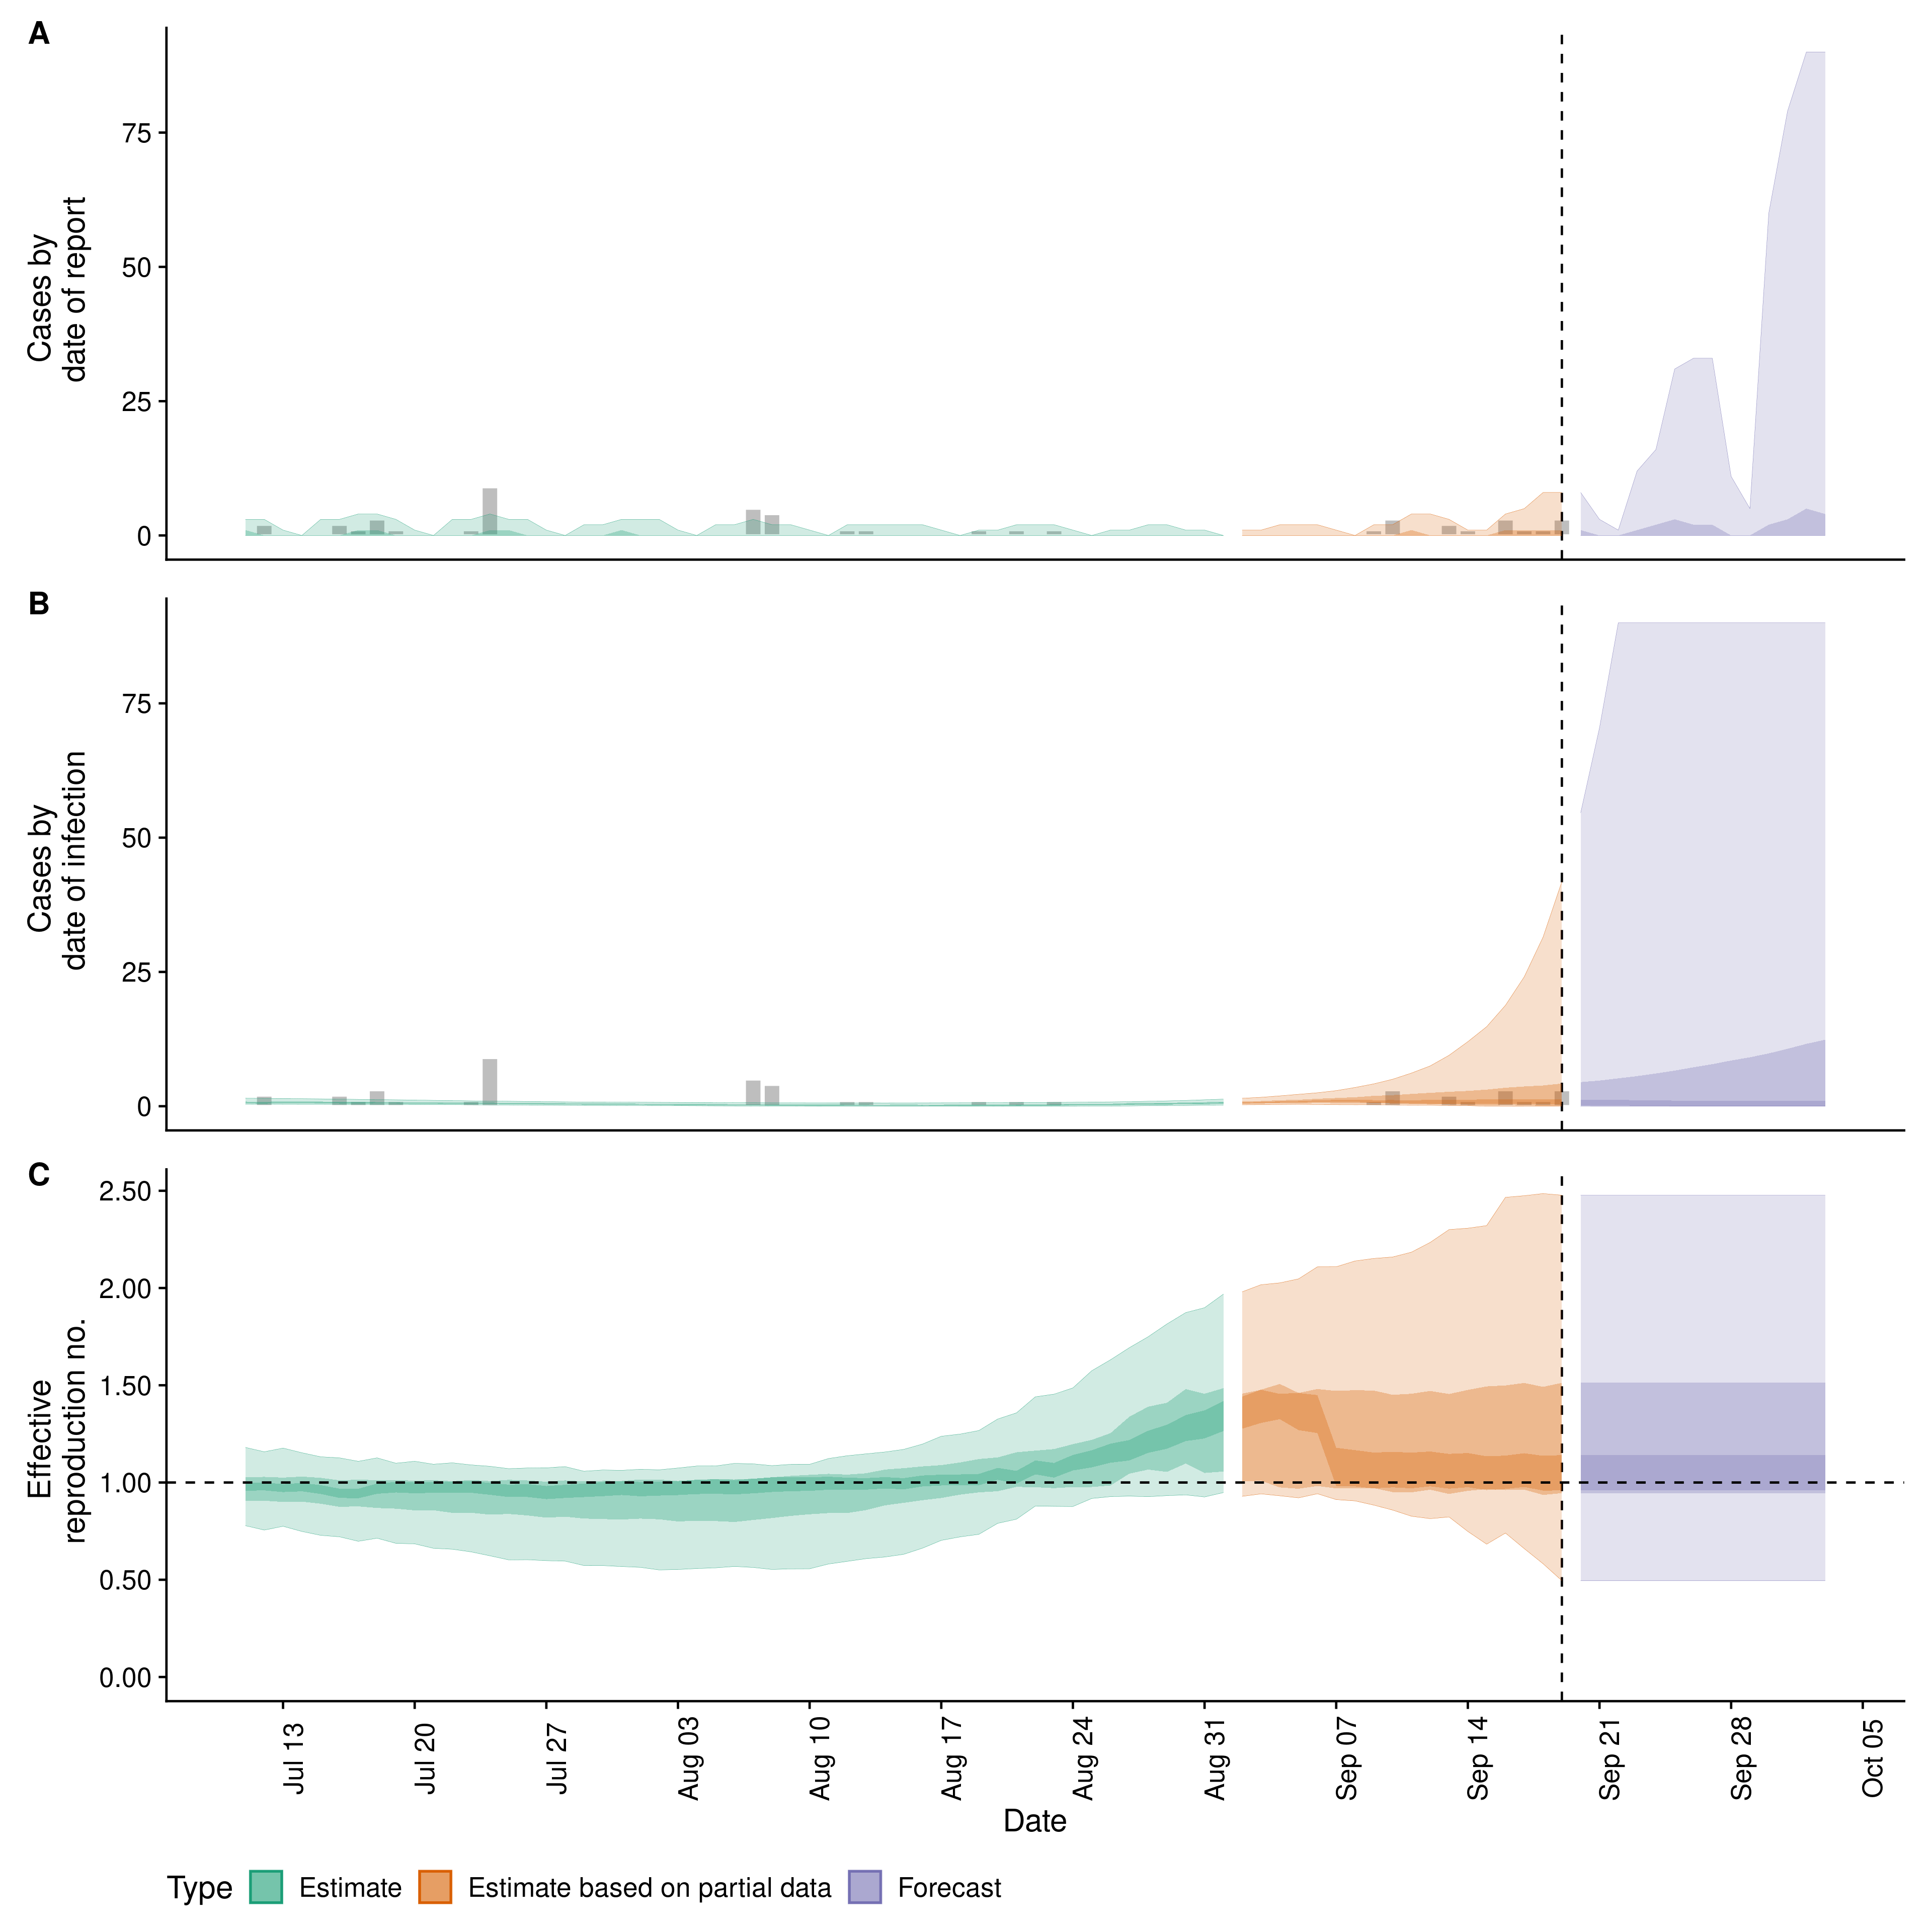 A
Cases by
date of report
75
50
25
0
B
Cases by
date of infection
75
50
25
0
C
Effective
reproduction no.
2.50
2.00
1.50
1.00
0.50
0.00
Jul 13
Jul 20
Jul 27
Aug 03
Aug 10
Aug 17
Aug 24
Aug 31
Sep 07
Sep 14
Sep 21
Sep 28
Oct 05
Date
Type Estimate Estimate based on partial data Forecast